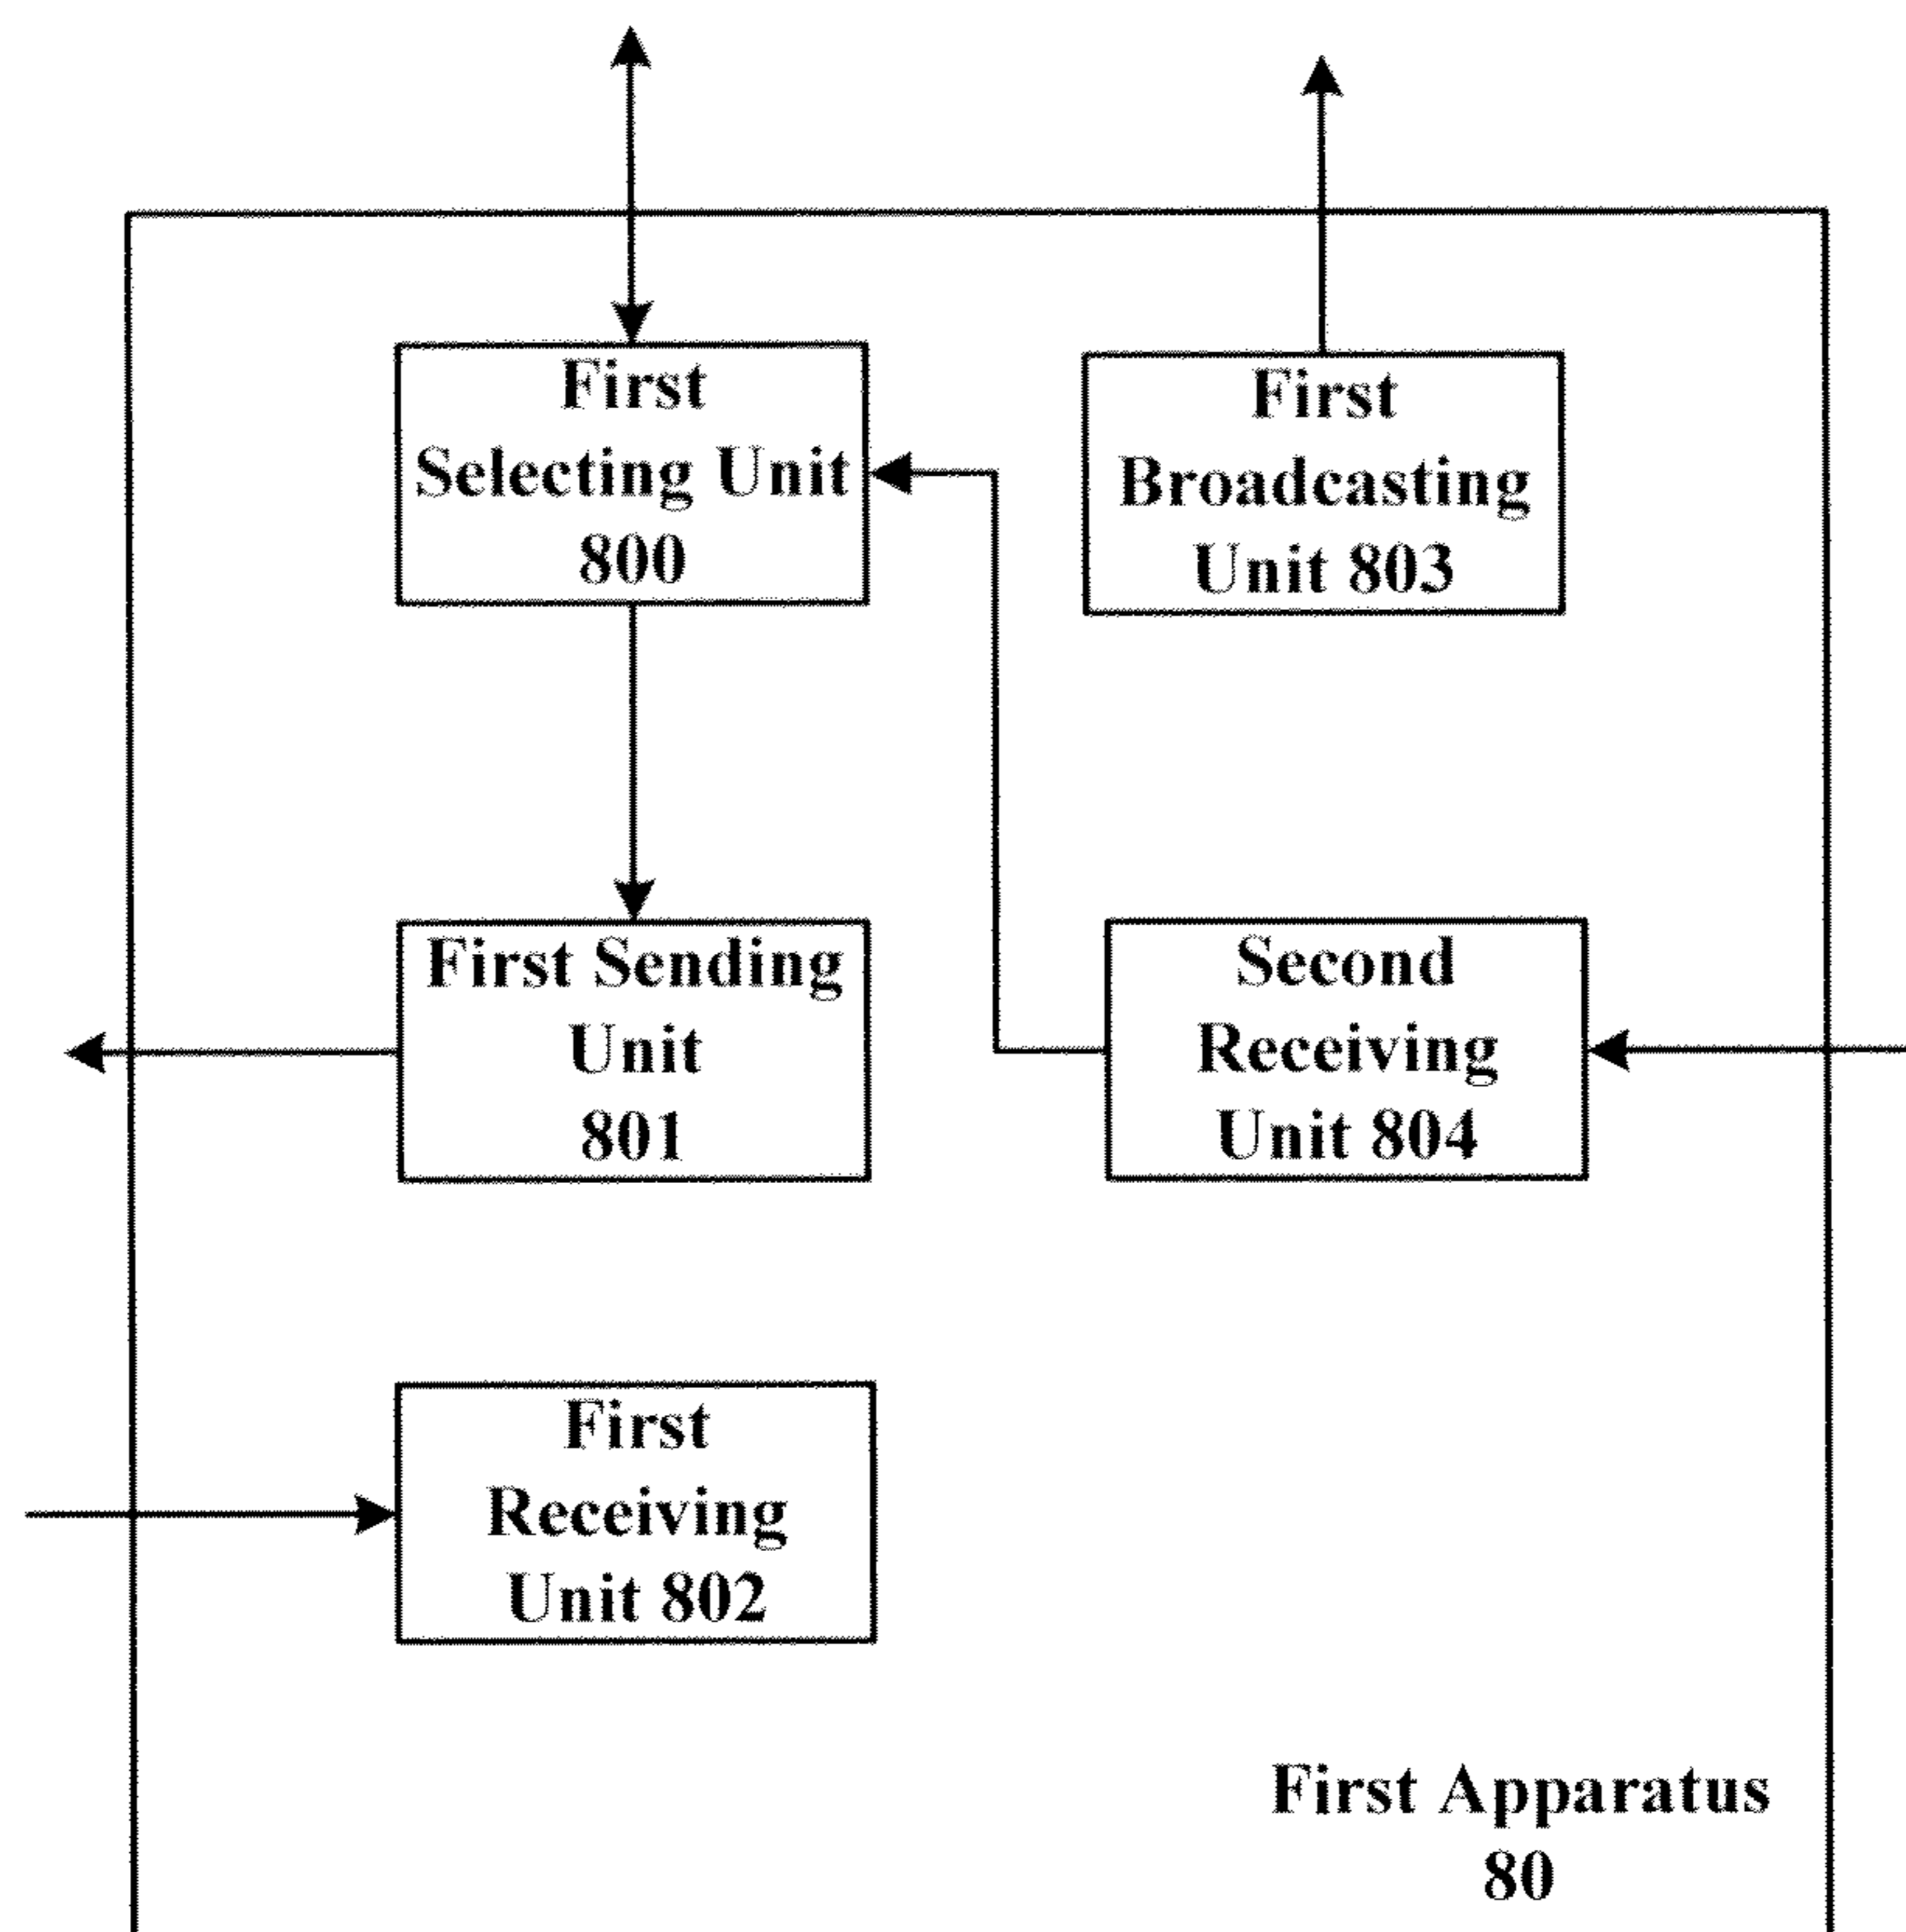 First
Selecting Unit
800
First
Broadcasting
Unit 803
First Sending
Unit
801
Second
Receiving
Unit 804
First
Receiving
Unit 802
First Apparatus
80